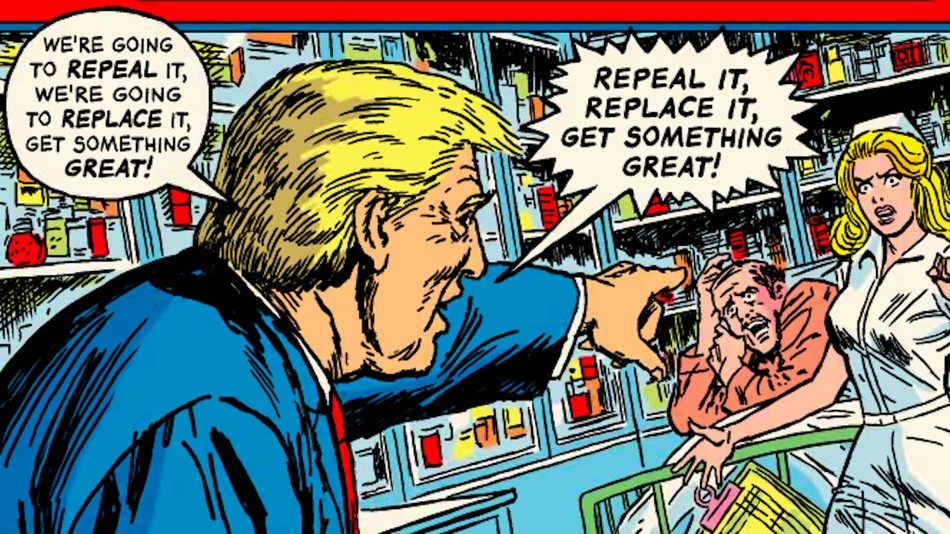 WE'RE GOING
TO REPEAL IT,
WE'RE GOING
TO REPLACE IT,
GET SOMETHING
GREAT!
REPEAL IT,
REPLACE IT,
GET SOMETHING
GREAT!